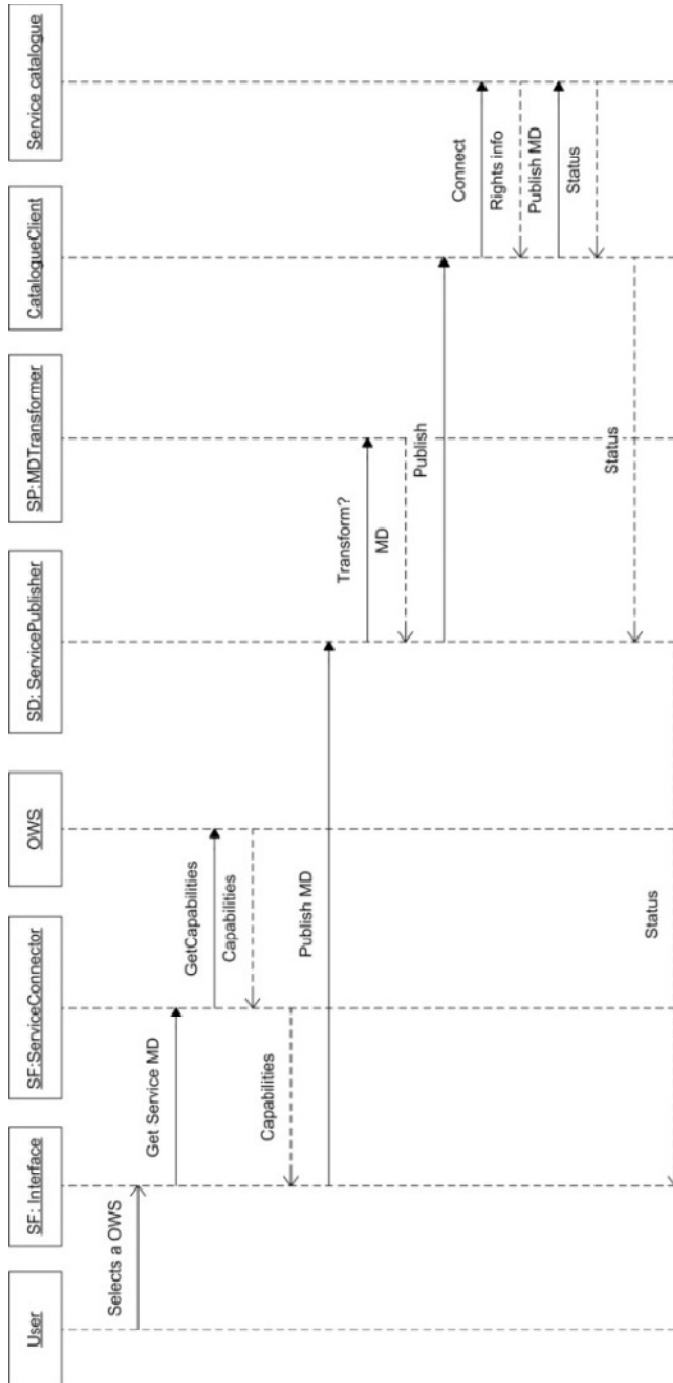 User
SF: Interface
SF:ServiceConnector
OWS
SD: ServicePublisher
SP:MDTransformer
CatalogueClient
Service catalogue
Selects a OWS
Get Service MD
GetCapabilities
Capabilities
Capabilities
Publish MD
Transform?
MD
Publish
Connect
Rights info
Publish MD
Status
Status
Status